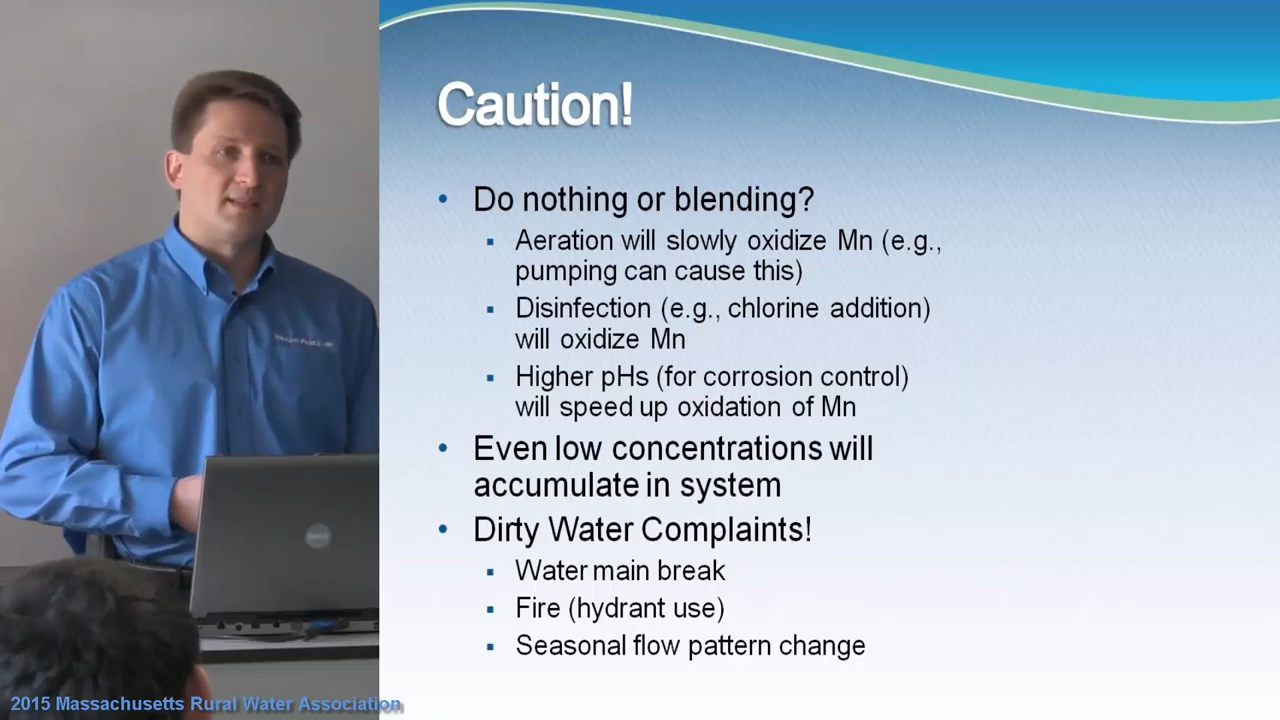 Caution!
• Do nothing or blending?
▪ Aeration will slowly oxidize Mn (e.g.,
pumping can cause this)
▪ Disinfection (e.g., chlorine addition)
will oxidize Mn
▪ Higher pHs (for corrosion control)
will speed up oxidation of Mn
• Even low concentrations will
accumulate in system
• Dirty Water Complaints!
▪ Water main break
▪ Fire (hydrant use)
▪ Seasonal flow pattern change
2015 Massachusetts Rural Water Association